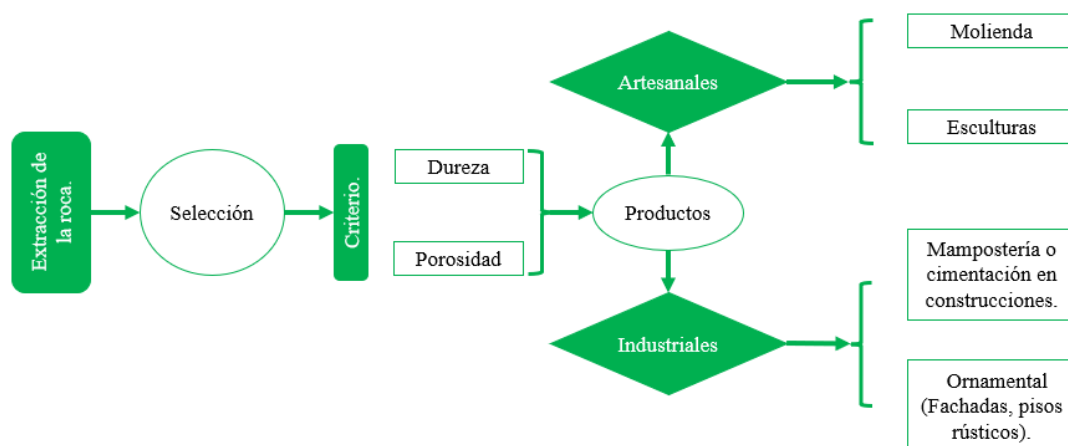 Extracción de
la roca.
Selección
Criterio.
Dureza
Porosidad
Productos
Artesanales
Molienda
Esculturas
Industriales
Mampostería o
cimentación en
construcciones.
Ornamental
(Fachadas, pisos
rústicos).